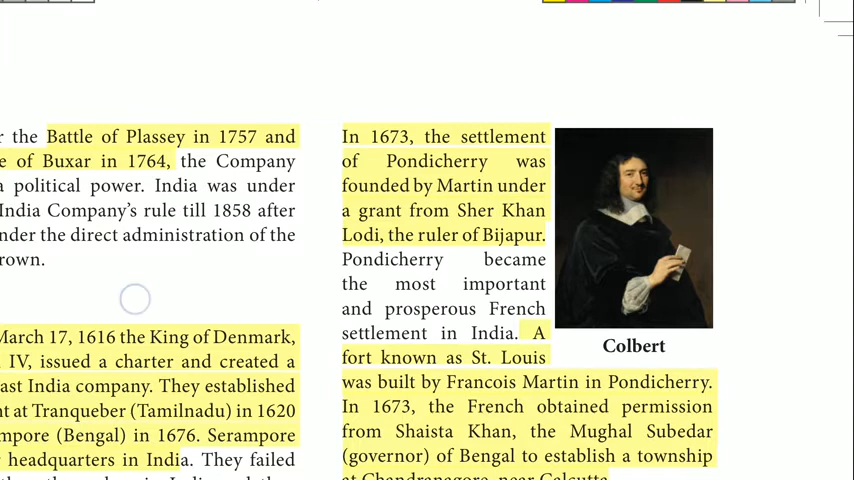 r the Battle of Plassey in 1757 and
e of Buxar in 1764, the Company
a political power. India was under
India Company's rule till 1858 after
nder the direct administration of the
rown.
March 17, 1616 the King of Denmark,
IV, issued a charter and created a
ast India company. They established
nt at Tranqueber (Tamilnadu) in 1620
mpore (Bengal) in 1676. Serampore
headquarters in India. They failed
In 1673, the settlement
of Pondicherry was
founded by Martin under
a grant from Sher Khan
Lodi, the ruler of Bijapur.
Pondicherry became
the most important
and prosperous French
settlement in India. A
fort known as St. Louis
was built by Francois Martin in Pondicherry.
In 1673, the French obtained permission
from Shaista Khan, the Mughal Subedar
(governor) of Bengal to establish a township
at Chandranagore, near Calcutta
Colbert